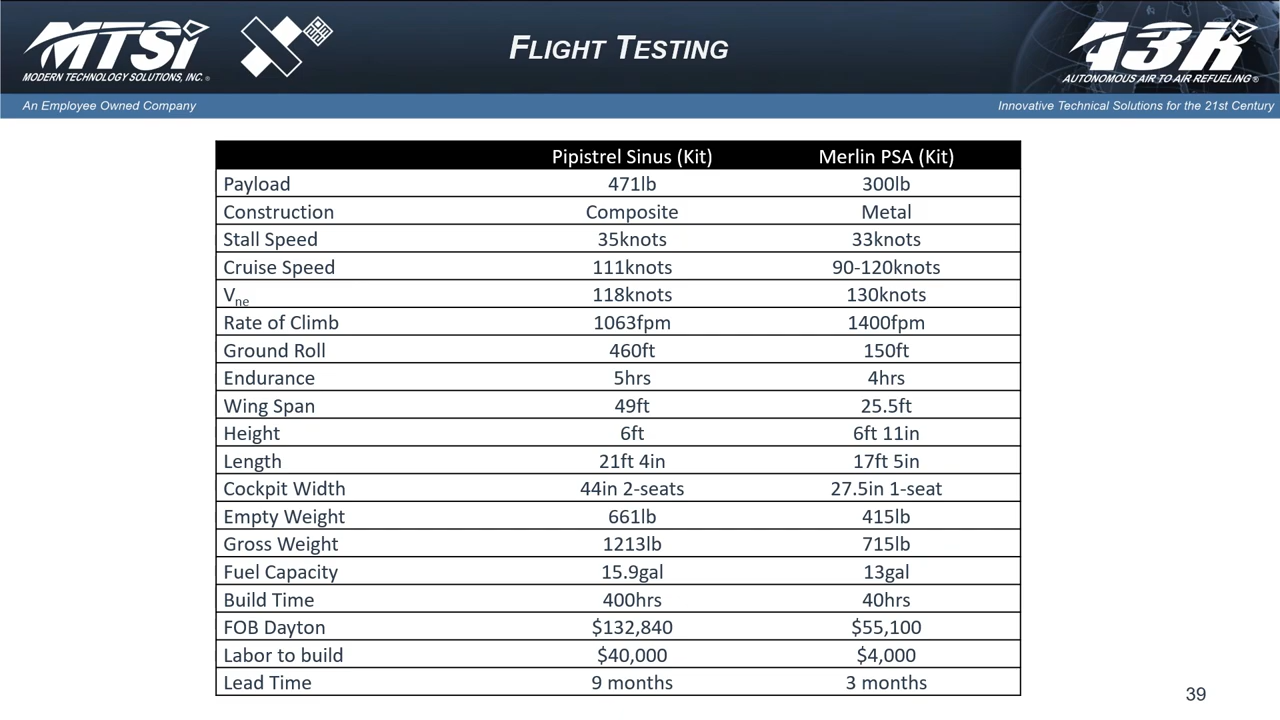 MTSi
MODERN TECHNOLOGY SOLUTIONS, INC.®
FLIGHT TESTING
A3R
AUTONOMOUS AIR TO AIR REFUELING®
An Employee Owned Company
Innovative Technical Solutions for the 21st Century
Pipistrel Sinus (Kit) Merlin PSA (Kit)
Payload 471lb 300lb
Construction Composite Metal
Stall Speed 35knots 33knots
Cruise Speed 111knots 90-120knots
Vne 118knots 130knots
Rate of Climb 1063fpm 1400fpm
Ground Roll 460ft 150ft
Endurance 5hrs 4hrs
Wing Span 49ft 25.5ft
Height 6ft 6ft 11in
Length 21ft 4in 17ft 5in
Cockpit Width 44in 2-seats 27.5in 1-seat
Empty Weight 661lb 415lb
Gross Weight 1213lb 715lb
Fuel Capacity 15.9gal 13gal
Build Time 400hrs 40hrs
FOB Dayton $132,840 $55,100
Labor to build $40,000 $4,000
Lead Time 9 months 3 months
39